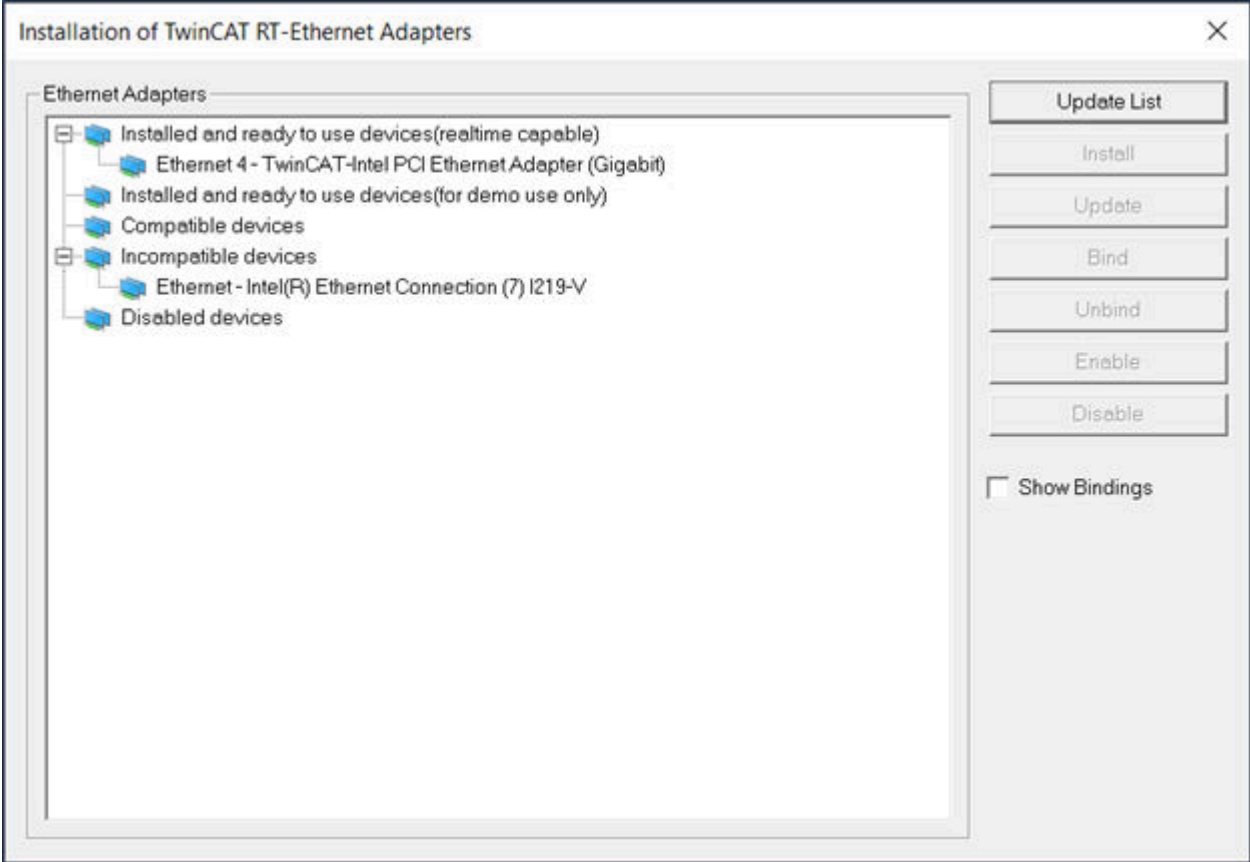 Installation of TwinCAT RT-Ethernet Adapters
Ethernet Adapters
Installed and ready to use devices(realtime capable)
Ethernet 4 - TwinCAT-Intel PCI Ethernet Adapter (Gigabit)
Installed and ready to use devices(for demo use only)
Compatible devices
Incompatible devices
Ethernet - Intel(R) Ethernet Connection (7) I219-V
Disabled devices
Update List
Install
Update
Bind
Unbind
Enable
Disable
Show Bindings